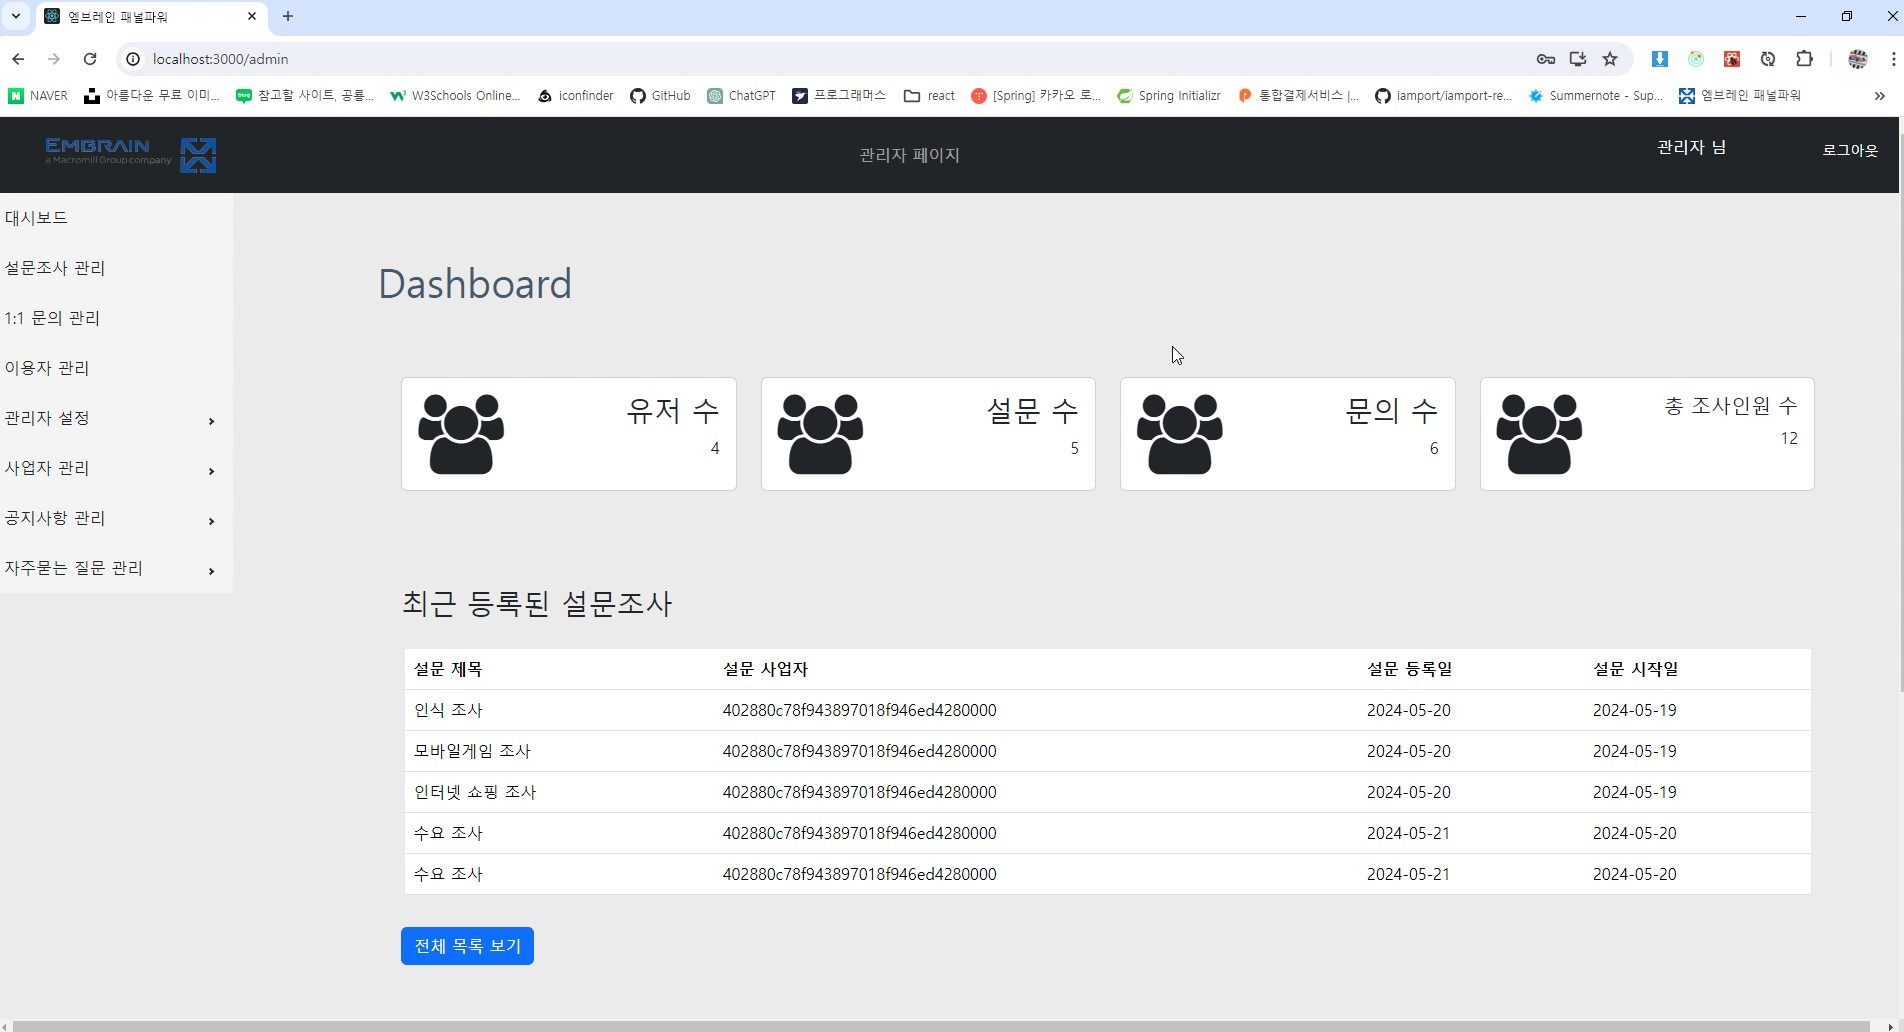 엠브레인 패널파워
localhost:3000/admin
NAVER 아름다운 무료 이미... 참고할 사이트, 공룡... W3Schools Online... iconfinder GitHub ChatGPT 프로그래머스 react [Spring] 카카오 로... Spring Initializr 통합결제서비스 |... iamport/iamport-re... Summernote - Sup... 엠브레인 패널파워
EMBRAIN
a Macromill Group company
관리자 페이지
관리자 님
로그아웃
대시보드
설문조사 관리
1:1 문의 관리
이용자 관리
관리자 설정
사업자 관리
공지사항 관리
자주묻는 질문 관리
Dashboard
유저 수
4
설문 수
5
문의 수
6
총 조사인원 수
12
최근 등록된 설문조사
설문 제목 설문 사업자 설문 등록일 설문 시작일
인식 조사 402880c78f943897018f946ed4280000 2024-05-20 2024-05-19
모바일게임 조사 402880c78f943897018f946ed4280000 2024-05-20 2024-05-19
인터넷 쇼핑 조사 402880c78f943897018f946ed4280000 2024-05-20 2024-05-19
수요 조사 402880c78f943897018f946ed4280000 2024-05-21 2024-05-20
수요 조사 402880c78f943897018f946ed4280000 2024-05-21 2024-05-20
전체 목록 보기